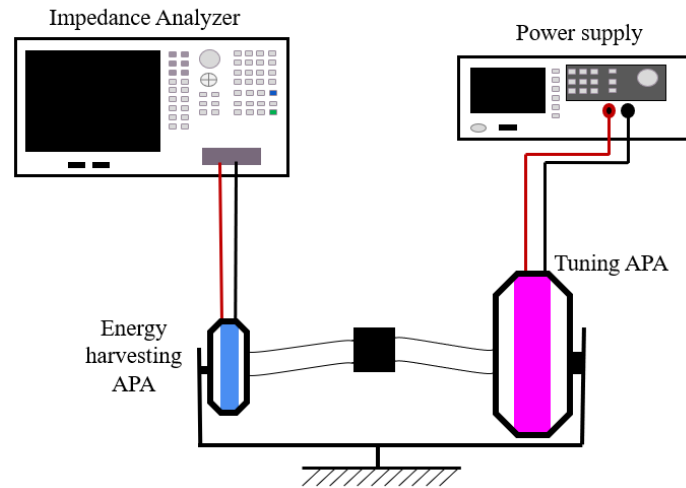 Impedance Analyzer
Power supply
Tuning APA
Energy
harvesting
APA